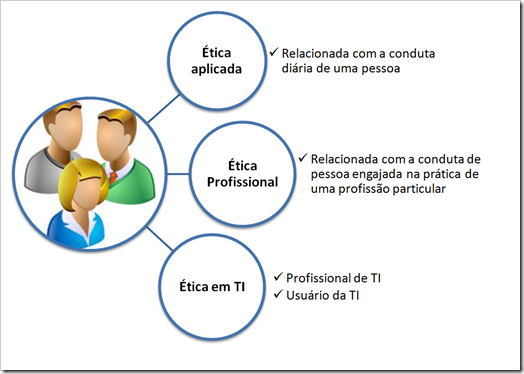 Ética
aplicada
✓ Relacionada com a conduta
diária de uma pessoa
Ética
Profissional
✓ Relacionada com a conduta de
pessoa engajada na prática de
uma profissão particular
Ética em TI
✓ Profissional de TI
✓ Usuário da TI